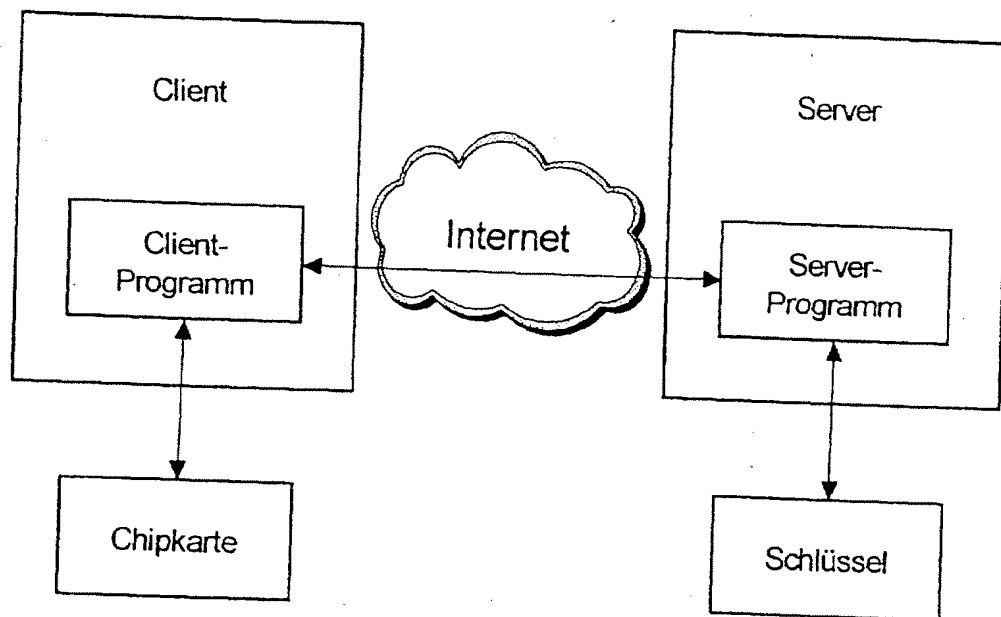 Client
Server
Internet
Client-
Programm
Server-
Programm
Chipkarte
Schlüssel